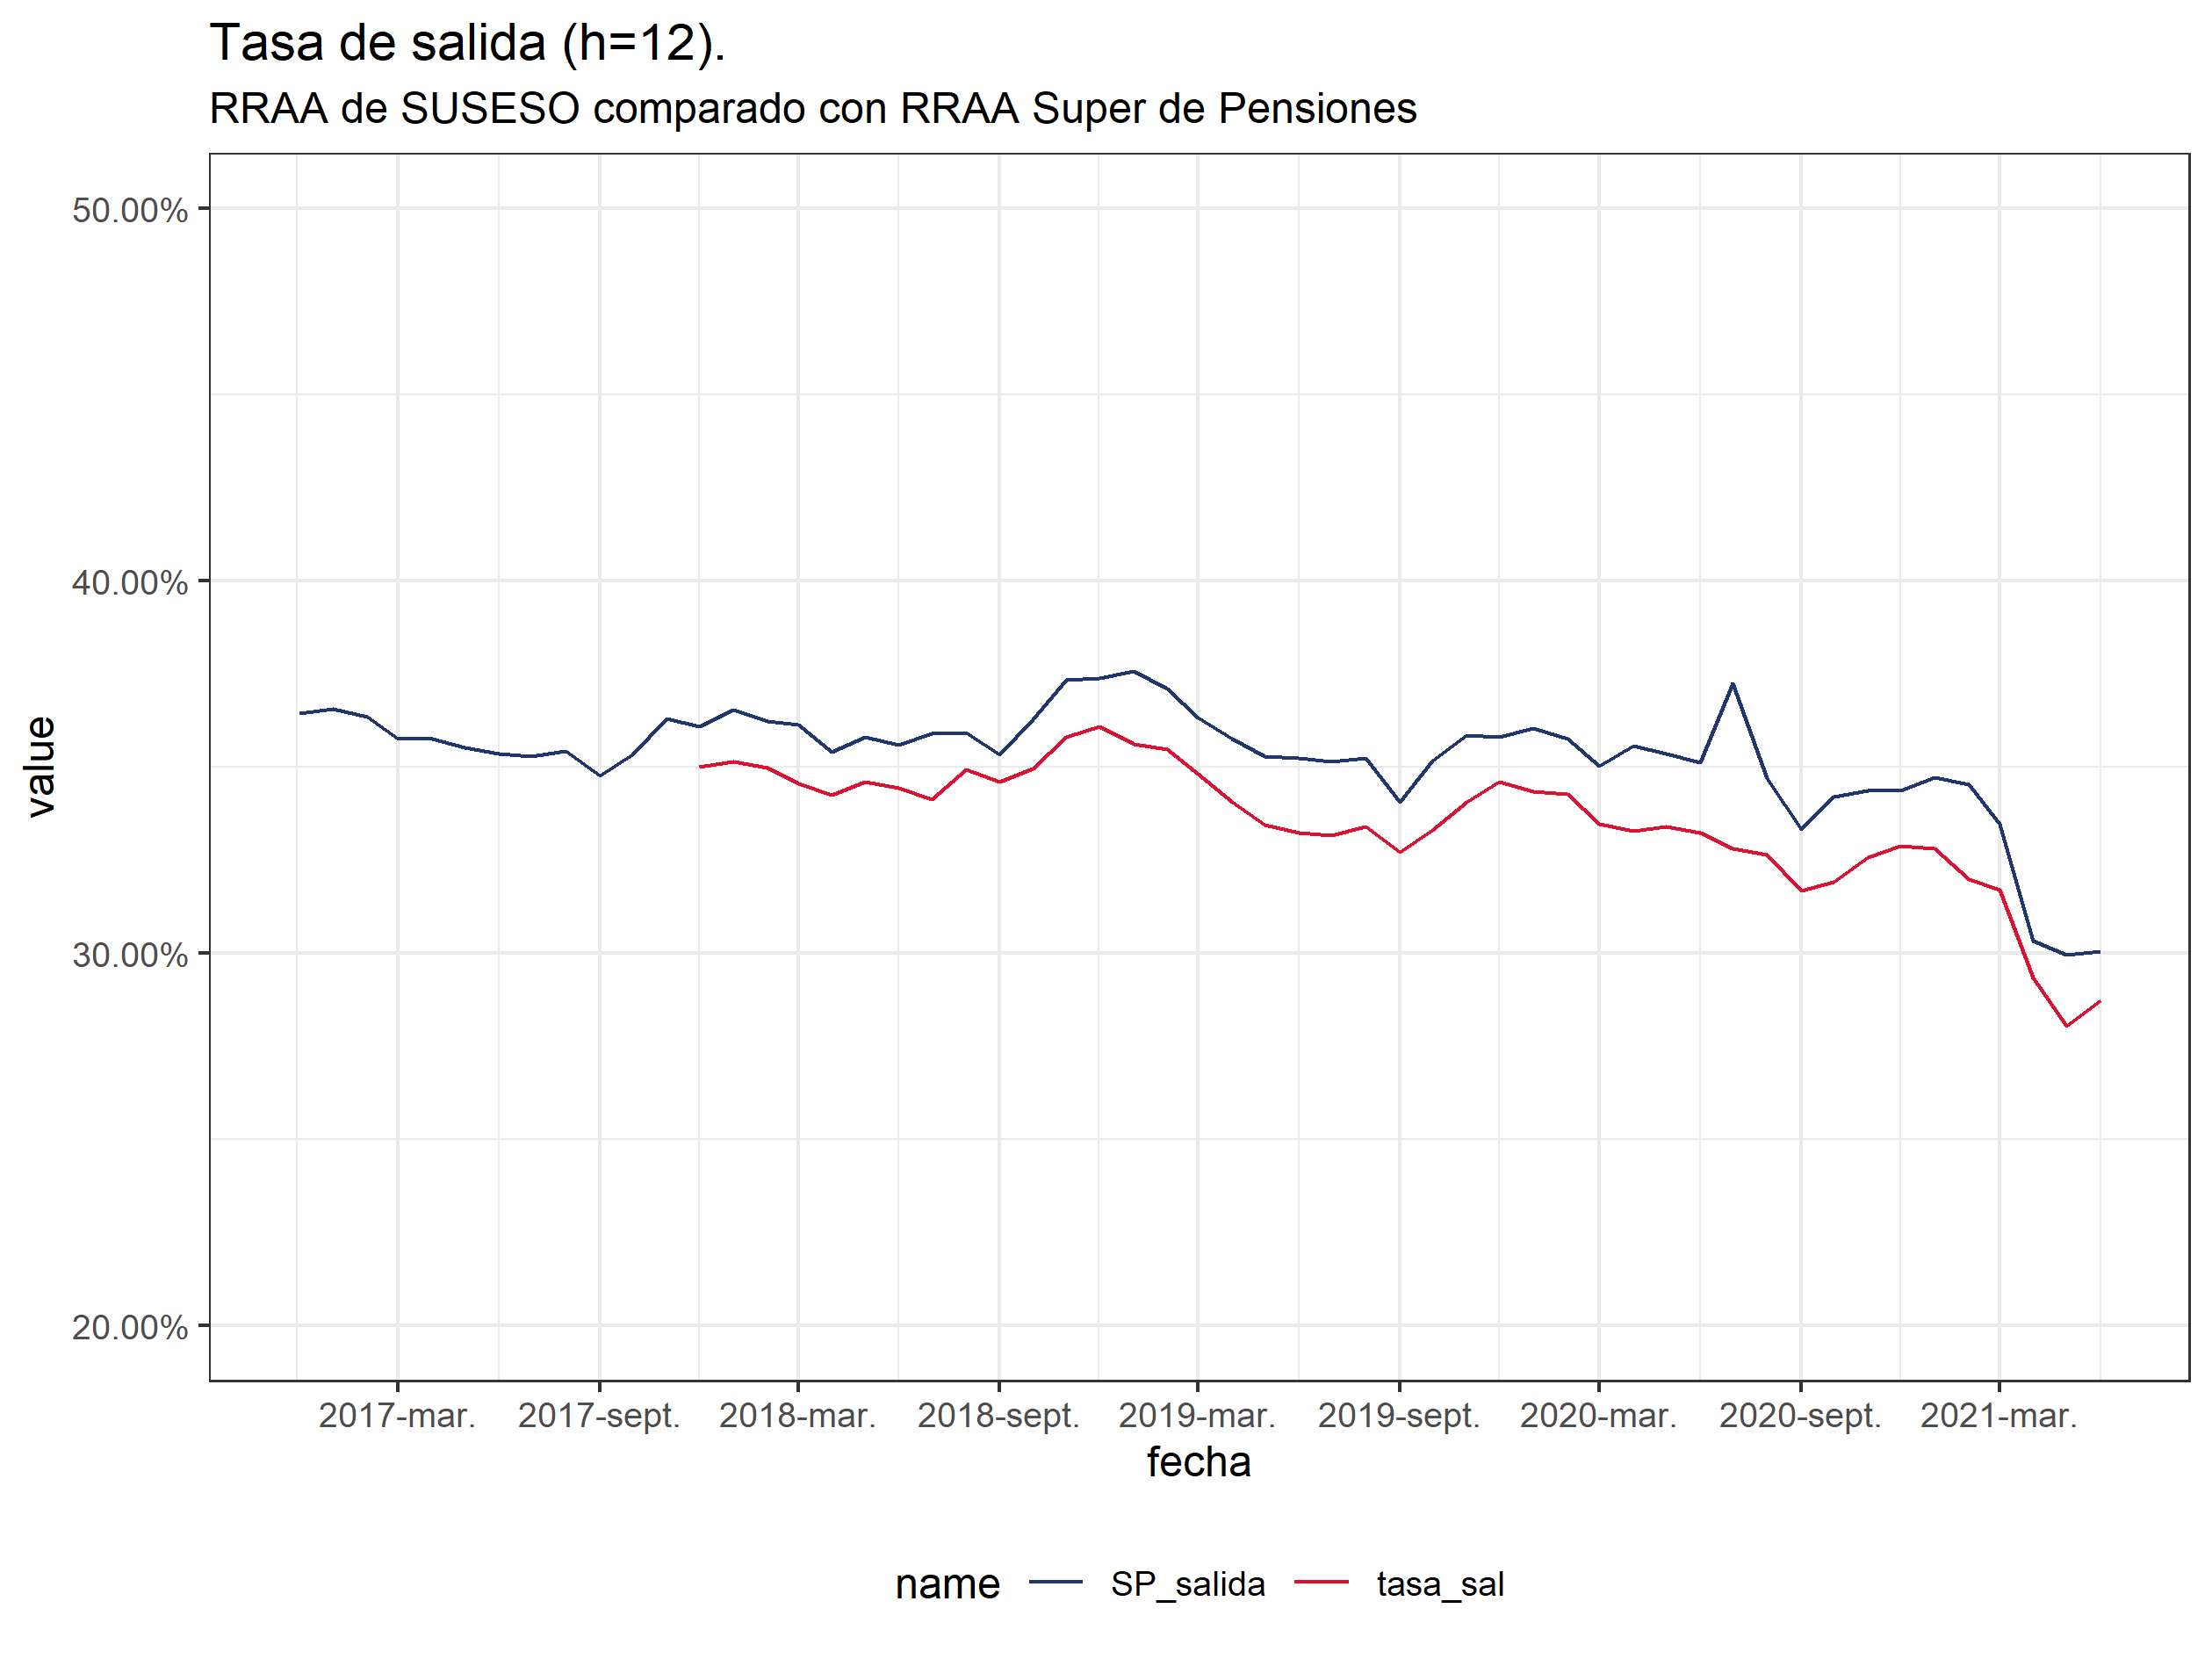 Tasa de salida (h=12).
RRAA de SUSESO comparado con RRAA Super de Pensiones
50.00%
40.00%
30.00%
20.00%
value
2017-mar. 2017-sept. 2018-mar. 2018-sept. 2019-mar. 2019-sept. 2020-mar. 2020-sept. 2021-mar.
fecha
name SP_salida tasa_sal